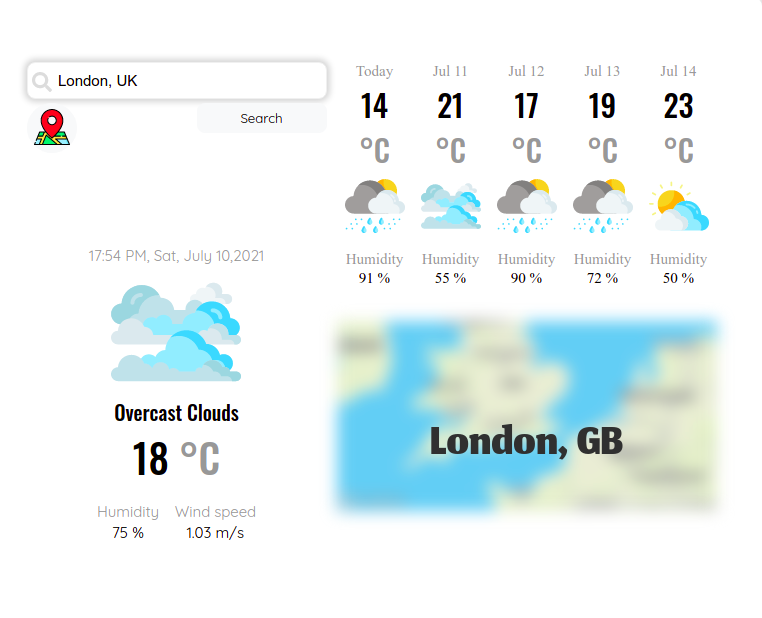 London, UK
Search
17:54 PM, Sat, July 10,2021
Overcast Clouds
18 °C
Humidity Wind speed
75 % 1.03 m/s
Today Jul 11 Jul 12 Jul 13 Jul 14
14 21 17 19 23
°C °C °C °C °C
Humidity Humidity Humidity Humidity Humidity
91 % 55 % 90 % 72 % 50 %
London, GB